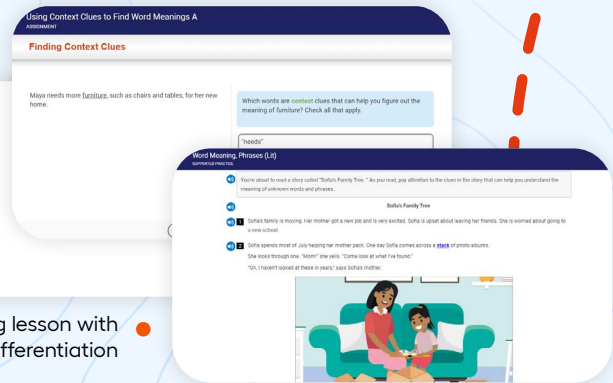 Using Context Clues to Find Word Meanings A
ASSIGNMENT
Finding Context Clues
Maya needs more furniture, such as chairs and tables, for her new
home.
Which words are context clues that can help you figure out the
meaning of furniture? Check all that apply.
"needs"
Word Meaning, Phrases (Lit)
SUPPORTED PRACTICE
You're about to read a story called "Sofia's Family Tree." As you read, pay attention to the clues in the story that can help you understand the
meaning of unknown words and phrases.
Sofia's Family Tree
1 Sofia's family is moving. Her mother got a new job and is very excited. Sofia is upset about leaving her friends. She is worried about going to
a new school.
2 Sofia spends most of July helping her mother pack. One day Sofia comes across a stack of photo albums.
She looks through one. "Mom!" she yells. "Come look at what I've found."
"Oh, I haven't looked at these in years," says Sofia's mother.
g lesson with
fferentiation